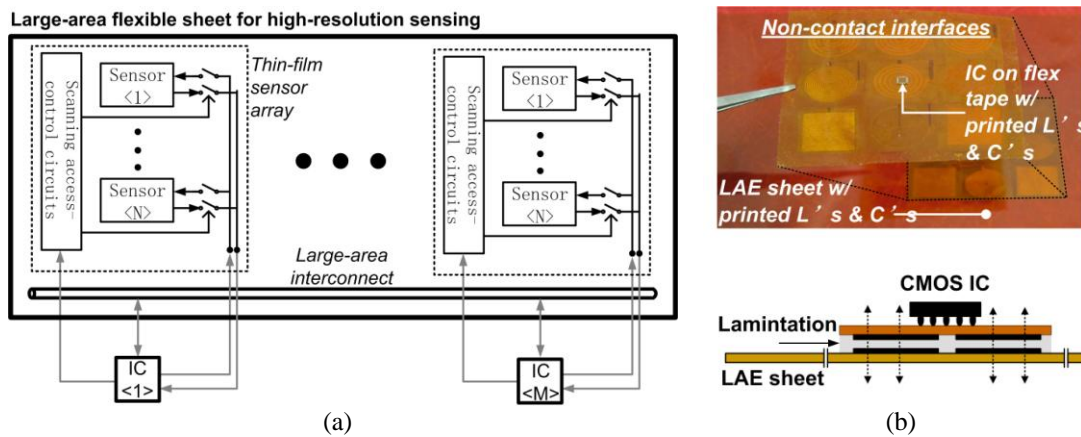 Large-area flexible sheet for high-resolution sensing
Scanning access-
control circuits
Sensor
<1>
Sensor
<N>
Thin-film
sensor
array
Large-area
interconnect
Scanning access-
control circuits
Sensor
<1>
Sensor
<N>
IC
<1>
IC
<M>
(a)
Non-contact interfaces
IC on flex
tape w/
printed L's
& C's
LAE sheet w/
printed L's & C's
CMOS IC
Lamintation
LAE sheet
(b)